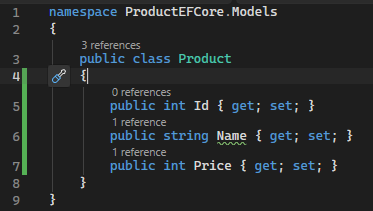 1 namespace ProductEFCore.Models
2 {
3 references
3 public class Product
4 {
0 references
5 public int Id { get; set; }
1 reference
6 public string Name { get; set; }
1 reference
7 public int Price { get; set; }
8 }
9 }